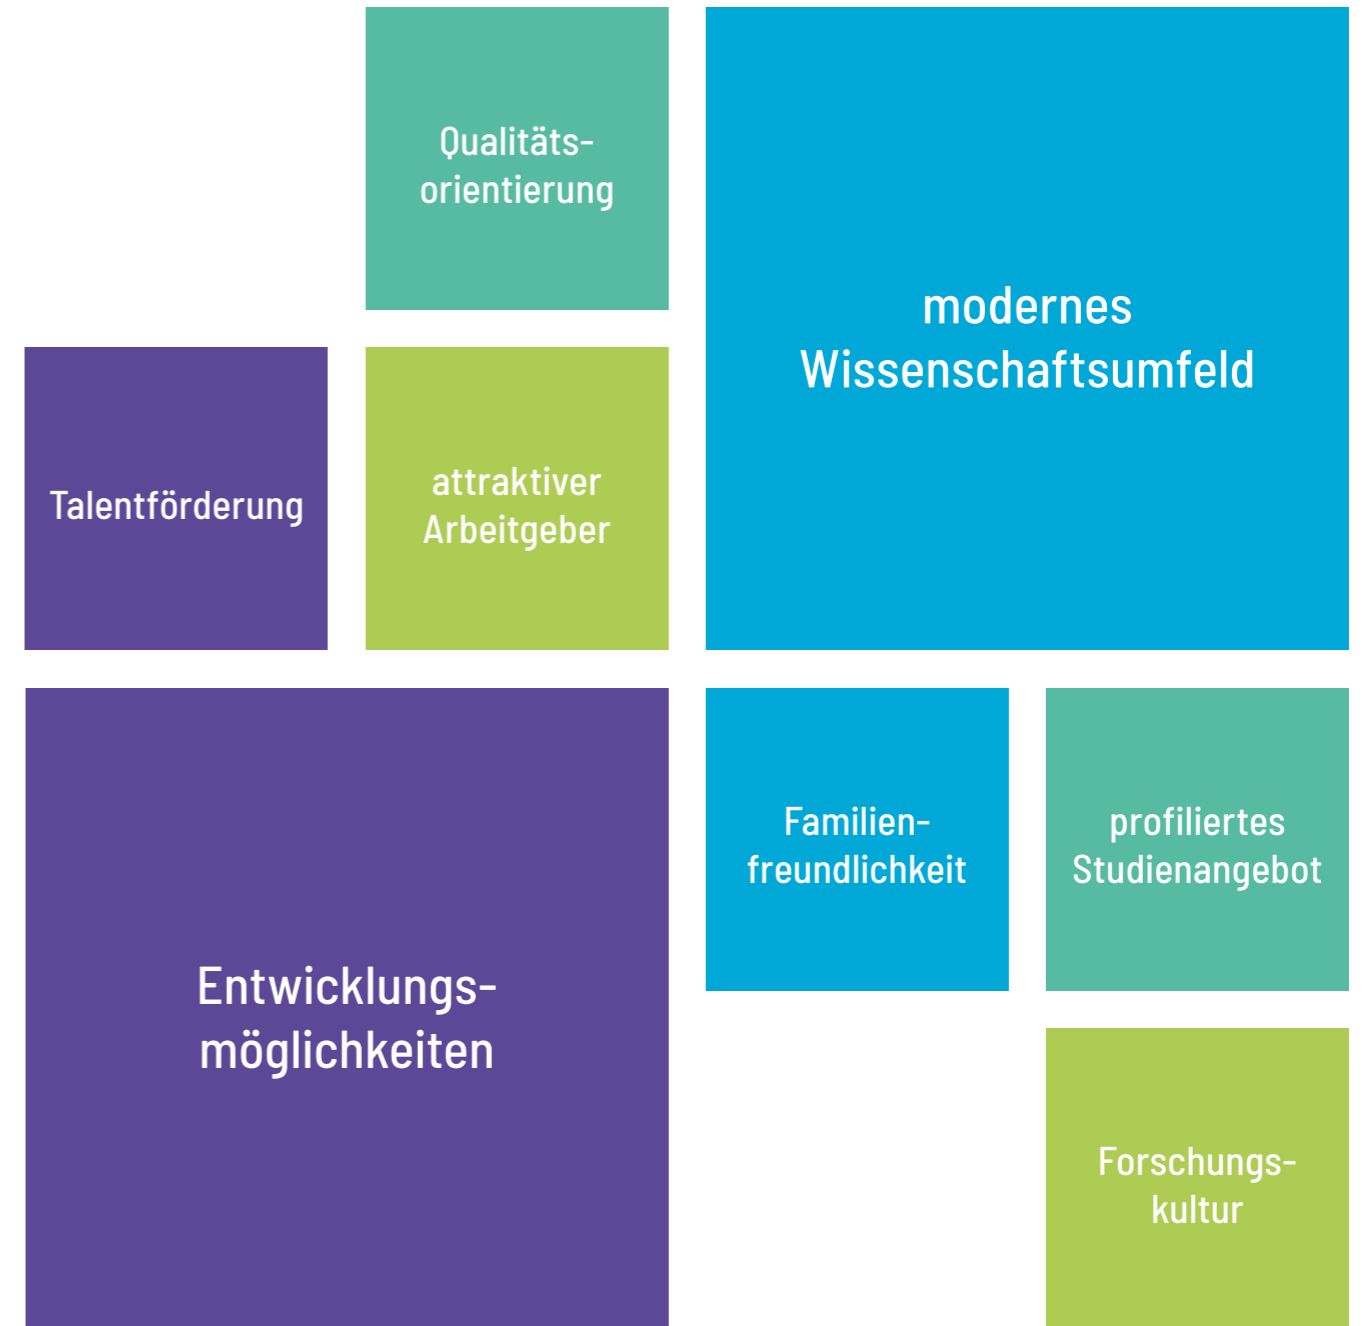 Qualitäts-
orientierung
modernes
Wissenschaftsumfeld
Talentförderung
attraktiver
Arbeitgeber
Entwicklungs-
möglichkeiten
Familien-
freundlichkeit
profiliertes
Studienangebot
Forschungs-
kultur